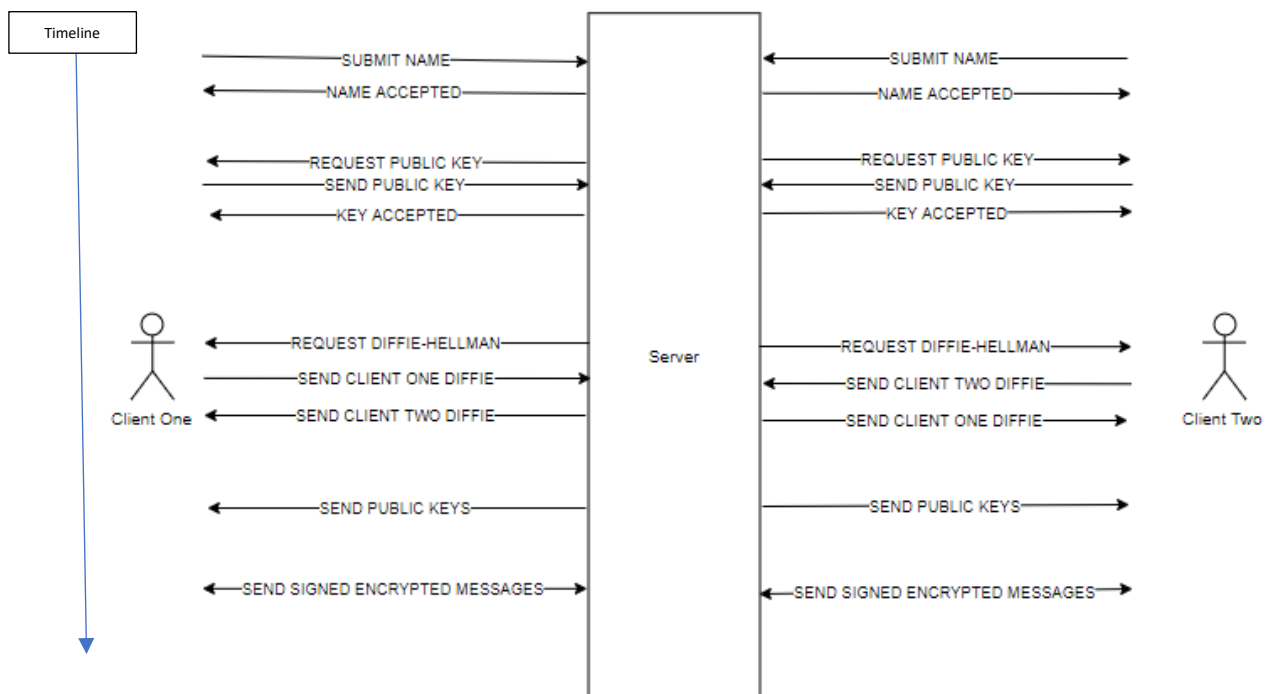 Timeline
SUBMIT NAME
SUBMIT NAME
NAME ACCEPTED
NAME ACCEPTED
REQUEST PUBLIC KEY
REQUEST PUBLIC KEY
SEND PUBLIC KEY
SEND PUBLIC KEY
KEY ACCEPTED
KEY ACCEPTED
REQUEST DIFFIE-HELLMAN
Server
REQUEST DIFFIE-HELLMAN
SEND CLIENT ONE DIFFIE
SEND CLIENT TWO DIFFIE
Client One
SEND CLIENT TWO DIFFIE
SEND CLIENT ONE DIFFIE
Client Two
SEND PUBLIC KEYS
SEND PUBLIC KEYS
SEND SIGNED ENCRYPTED MESSAGES
SEND SIGNED ENCRYPTED MESSAGES